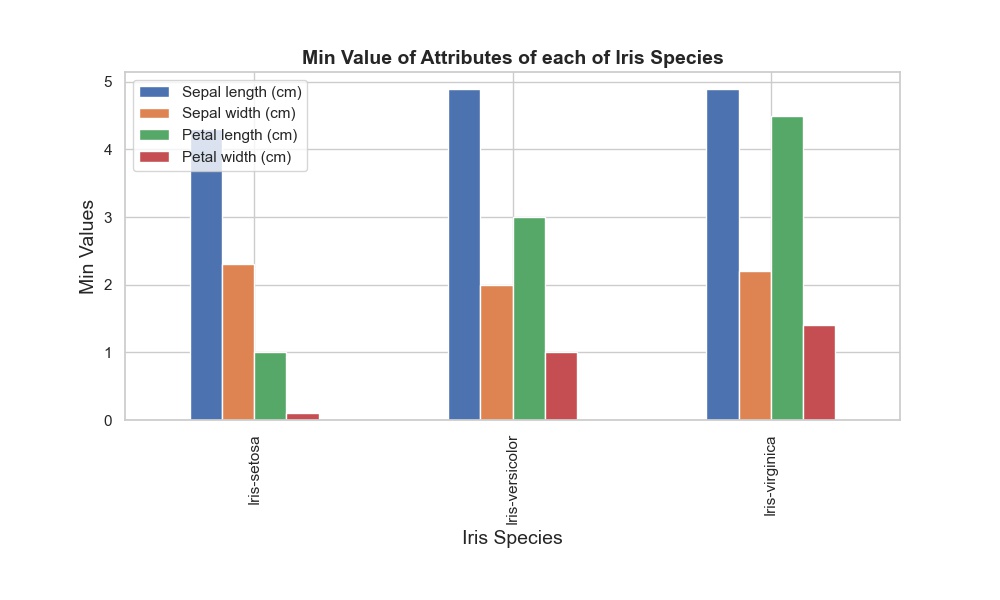 Min Value of Attributes of each of Iris Species
Sepal length (cm)
Sepal width (cm)
Petal length (cm)
Petal width (cm)
Min Values
5
4
3
2
1
0
Iris-setosa
Iris-versicolor
Iris-virginica
Iris Species